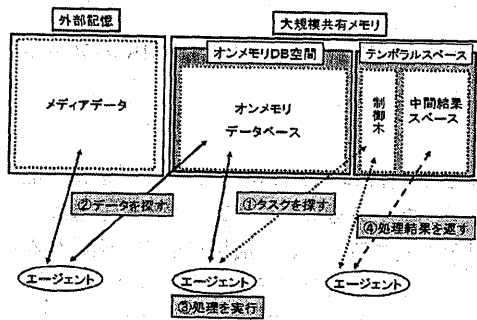 外部記憶
大規模共有メモリ
オンメモリDB空間
テンポラルスペース
メディアデータ
オンメモリ
データベース
制御木
中間結果
スペース
②データを探す
①タスクを探す
④処理結果を返す
エージェント
エージェント
エージェント
③処理を実行